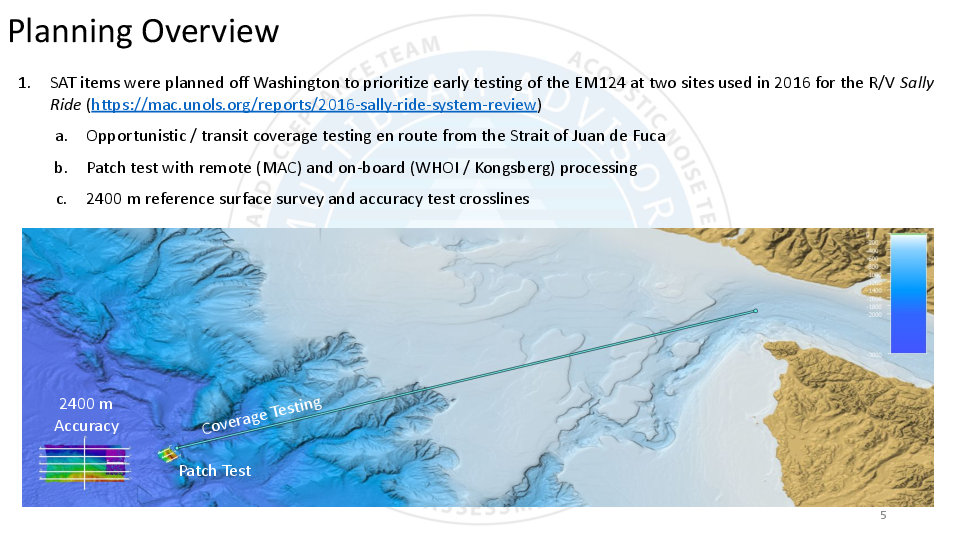 Planning Overview
1. SAT items were planned off Washington to prioritize early testing of the EM124 at two sites used in 2016 for the R/V Sally
Ride (https://mac.unols.org/reports/2016-sally-ride-system-review)
a. Opportunistic / transit coverage testing en route from the Strait of Juan de Fuca
b. Patch test with remote (MAC) and on-board (WHOI / Kongsberg) processing
c. 2400 m reference surface survey and accuracy test crosslines
2400 m
Accuracy
Coverage Testing
Patch Test
5